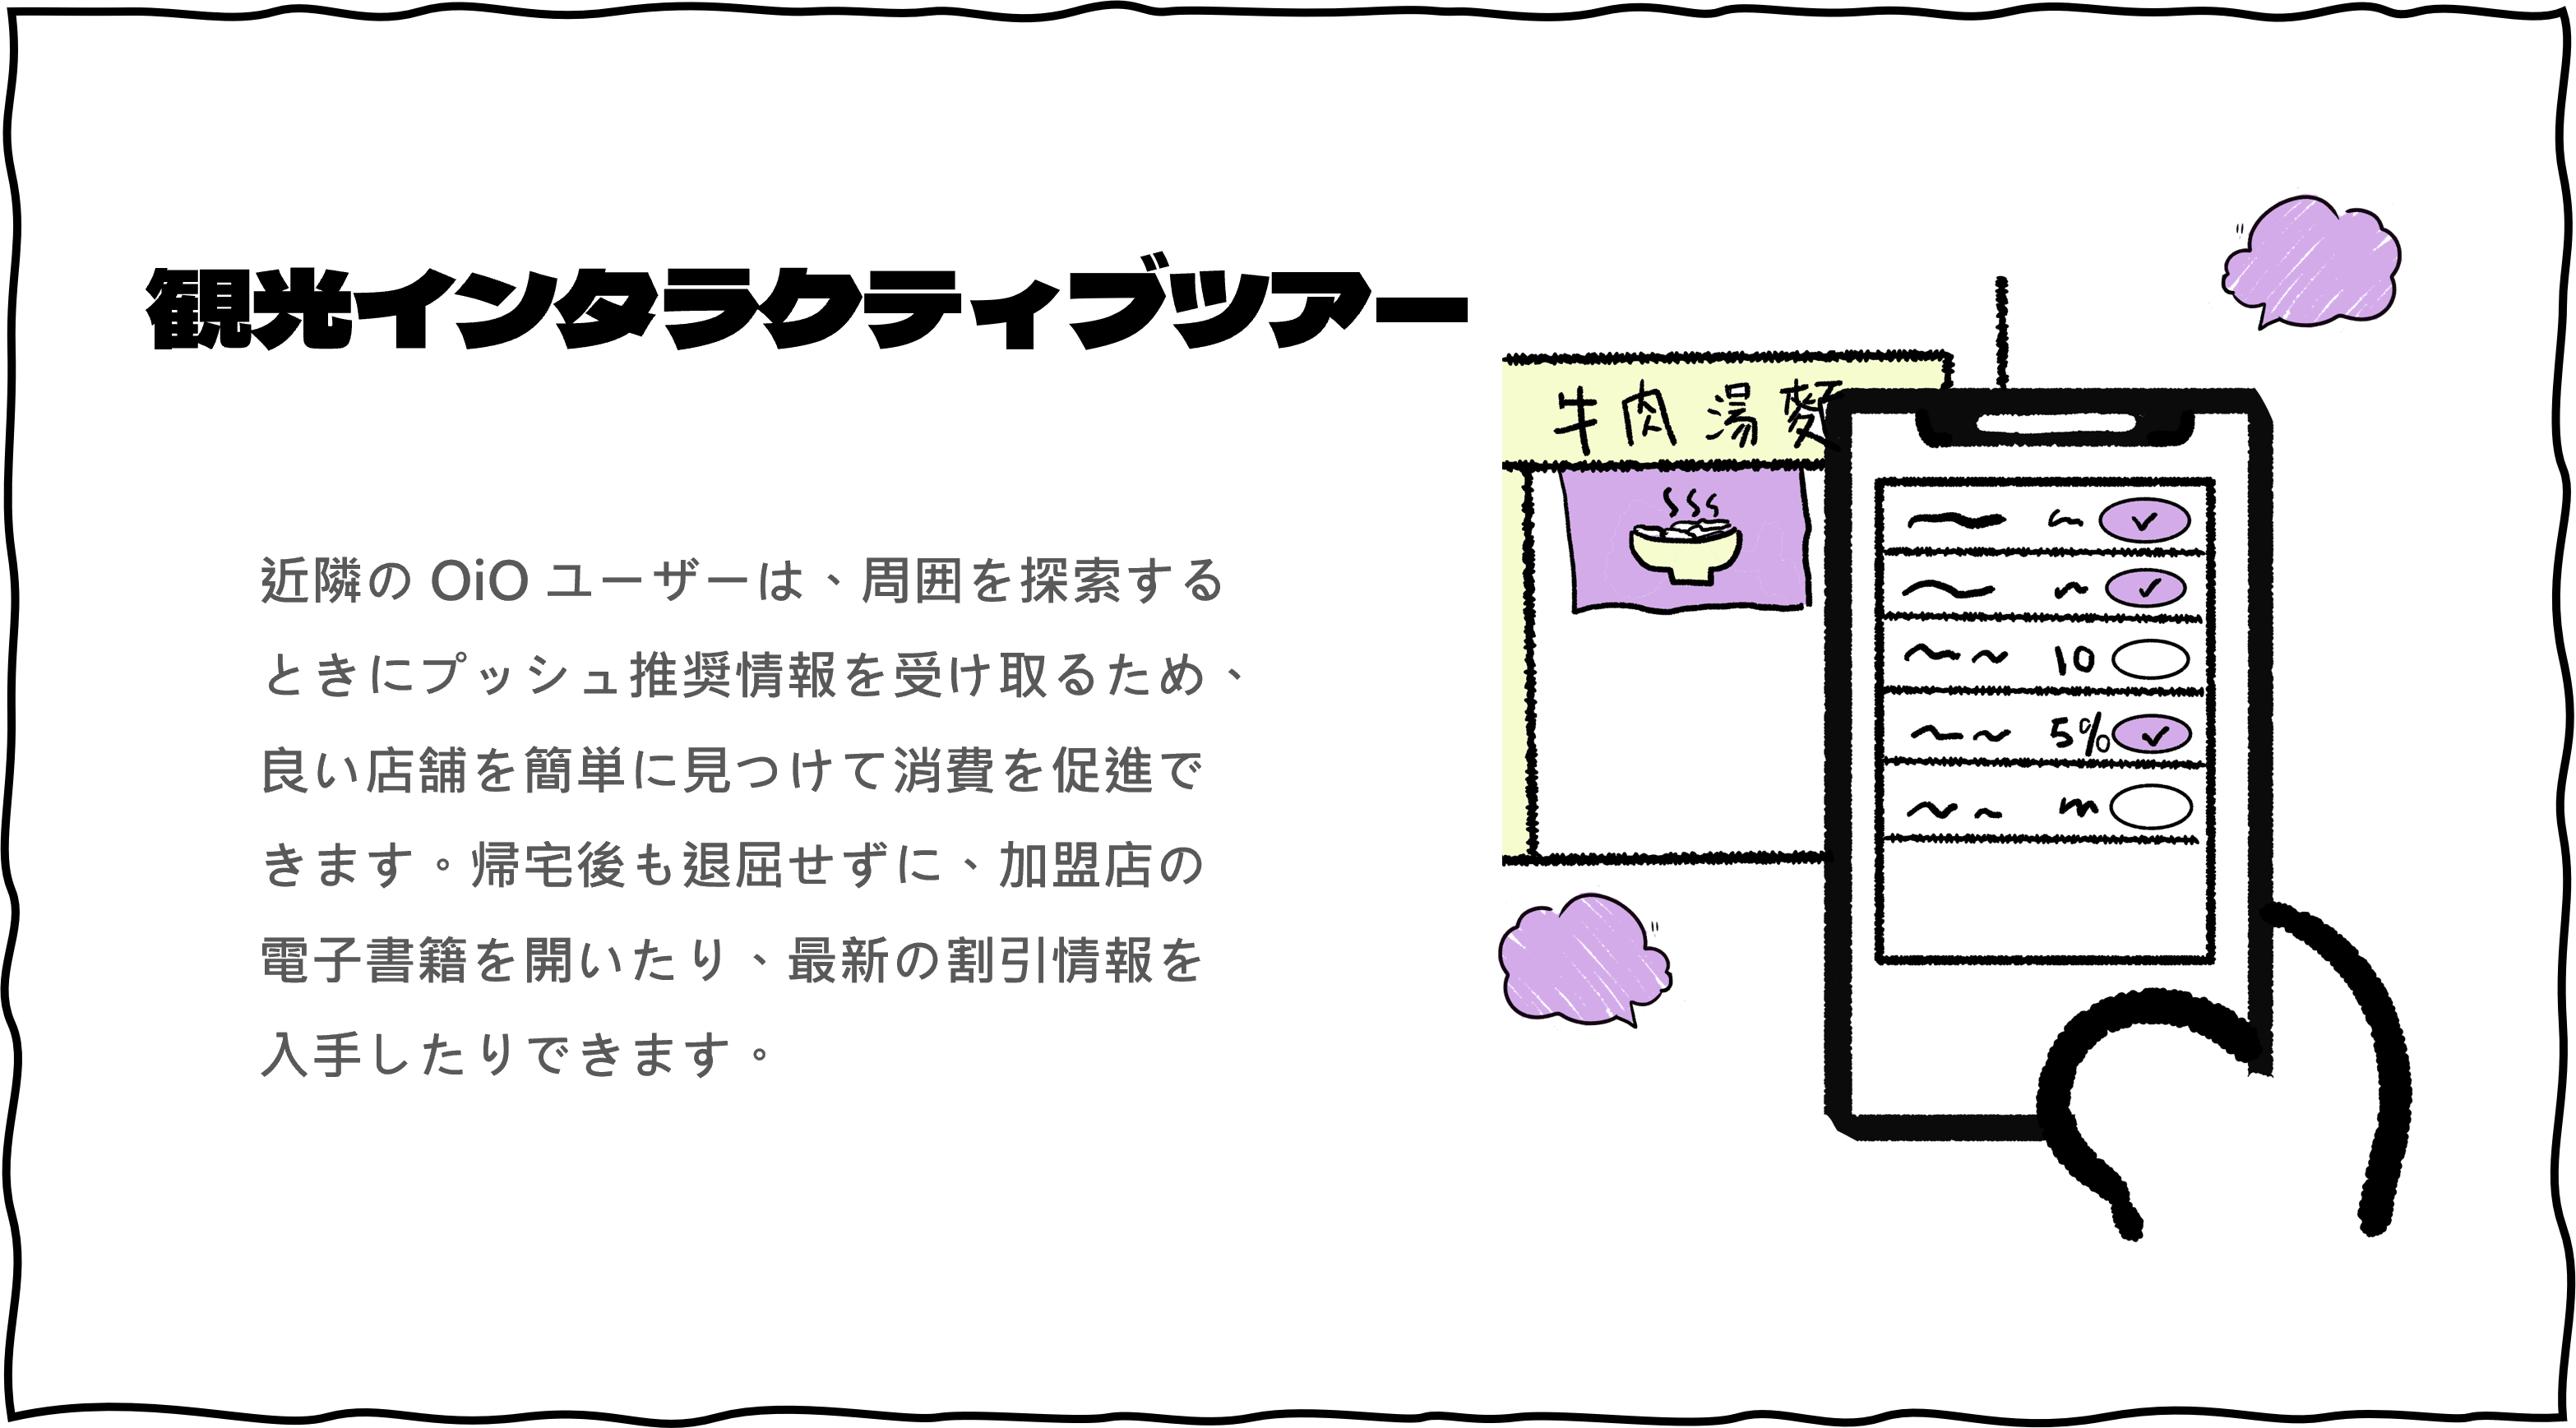 観光インタラクティブツアー
近隣の OiO ユーザーは、周囲を探索する
ときにプッシュ推奨情報を受け取るため、
良い店舗を簡単に見つけて消費を促進で
きます。帰宅後も退屈せずに、加盟店の
電子書籍を開いたり、最新の割引情報を
入手したりできます。
牛肉湯麵
10
5%